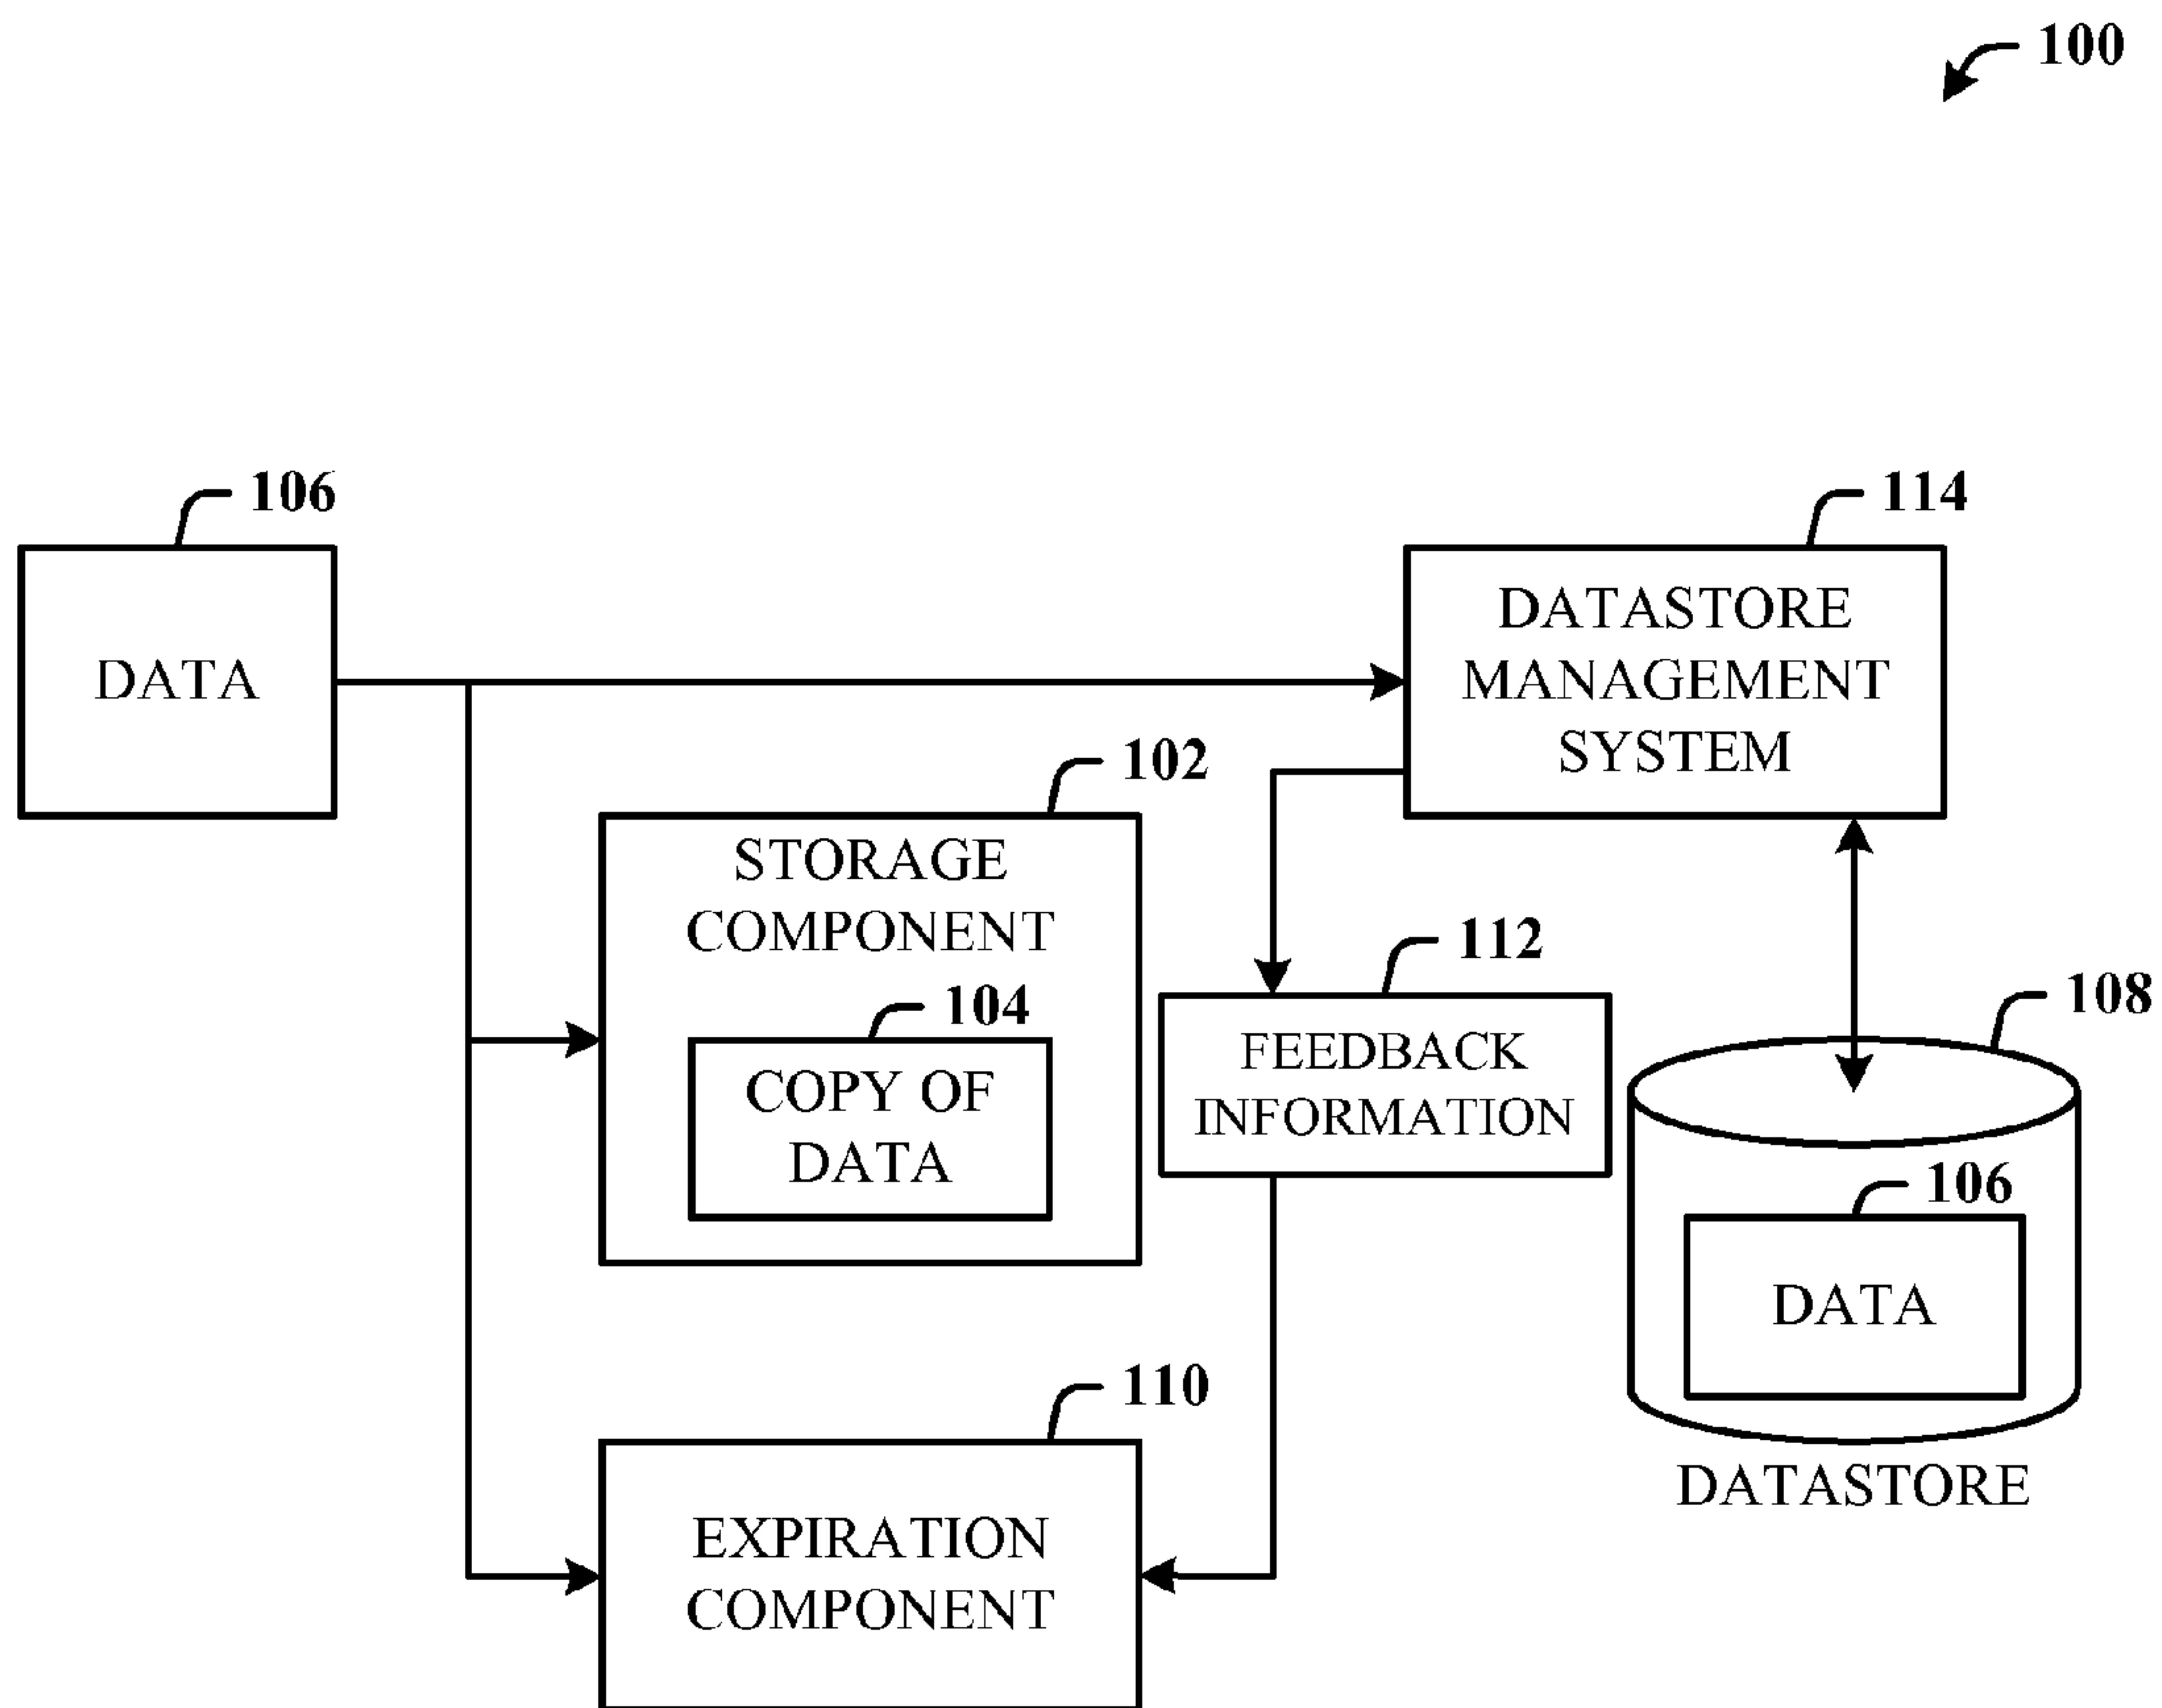 100
106
DATA
114
DATASTORE
MANAGEMENT
SYSTEM
102
STORAGE
COMPONENT
104
COPY OF
DATA
112
FEEDBACK
INFORMATION
108
106
DATA
DATASTORE
110
EXPIRATION
COMPONENT